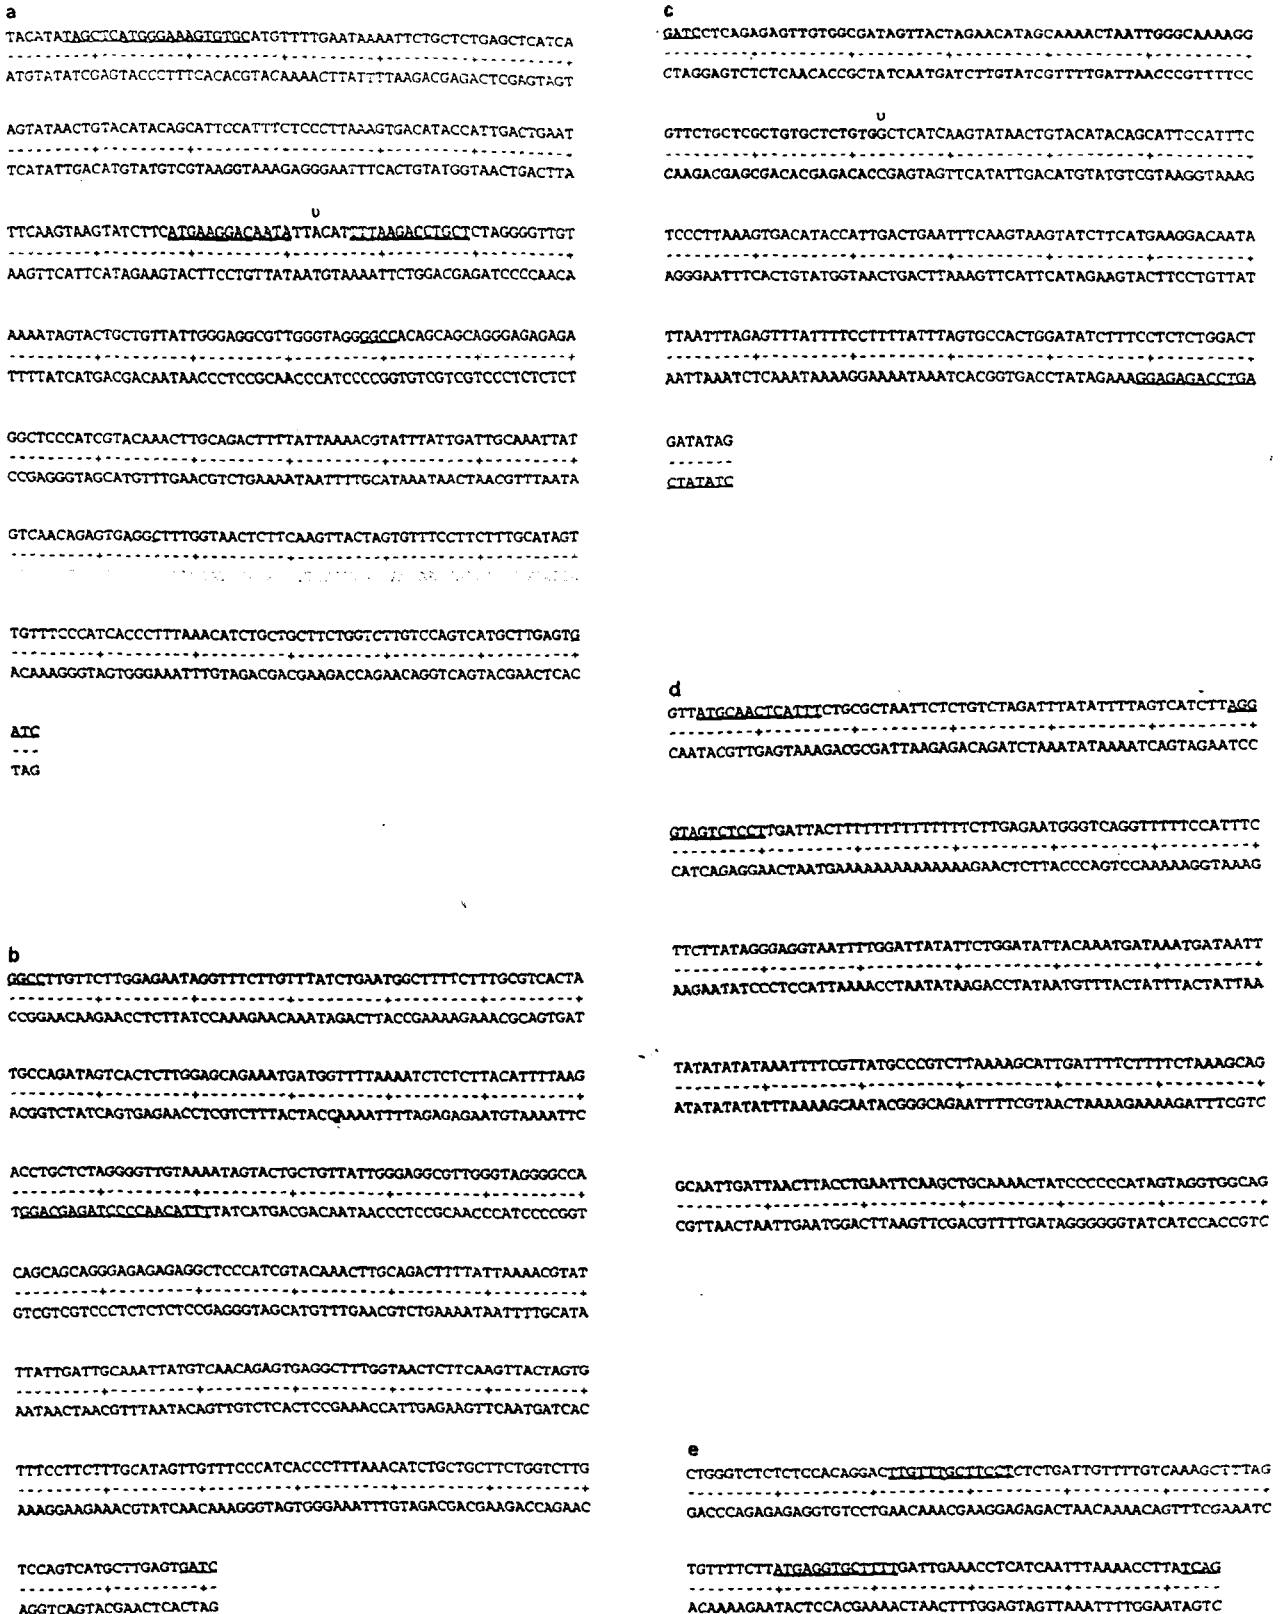 a
TACATATAGCTCATGGGAAAGTGTGCATGTTTTGAATAAAATTCTGCTCTGAGCTCATCA
ATGTATATCGAGTACCCTTTCACACGTACAAAACTTATTTTAAGACGAGACTCGAGTAGT
AGTATAACTGTACATACAGCATTCCATTTCTCCCTTAAAGTGACATACCATTGACTGAAT
TCATATTGACATGTATGTCGTAAGGTAAAGAGGGAATTTCACTGTATGGTAACTGACTTA
U
TTCAAGTAAGTATCTTCATGAAGGACAATATTACATTTTAAGACCTGCTCTAGGGGTTGT
AAGTTCATTCATAGAAGTACTTCCTGTTATAATGTAAAATTCTGGACGAGATCCCCAACA
AAAATAGTACTGCTGTTATTGGGAGGCGTTGGGTAGGGGCCACAGCAGCAGGGAGAGAGA
TTTTATCATGACGACAATAACCCTCCGCAACCCATCCCCGGTGTCGTCGTCCCTCTCTCT
GGCTCCCATCGTACAAACTTGCAGACTTTTATTAAAACGTATTTATTGATTGCAAATTAT
CCGAGGGTAGCATGTTTGAACGTCTGAAAATAATTTTGCATAAATAACTAACGTTTAATA
GTCAACAGAGTGAGGCTTTGGTAACTCTTCAAGTTACTAGTGTTTCCTTCTTTGCATAGT
TGTTTCCCATCACCCTTTAAACATCTGCTGCTTCTGGTCTTGTCCAGTCATGCTTGAGTG
ACAAAGGGTAGTGGGAAATTTGTAGACGACGAAGACCAGAACAGGTCAGTACGAACTCAC
ATC
TAG
b
GGCCTTGTTCTTGGAGAATAGGTTTCTTGTTTATCTGAATGGCTTTTCTTTGCGTCACTA
CCGGAACAAGAACCTCTTATCCAAAGAACAAATAGACTTACCGAAAAGAAACGCAGTGAT
TGCCAGATAGTCACTCTTGGAGCAGAAATGATGGTTTTAAAATCTCTCTTACATTTTAAG
ACGGTCTATCAGTGAGAACCTCGTCTTTACTACCAAAATTTTAGAGAGAATGTAAAATTC
ACCTGCTCTAGGGGTTGTAAAATAGTACTGCTGTTATTGGGAGGCGTTGGGTAGGGGCCA
TGGACGAGATCCCCAACATTTTATCATGACGACAATAACCCTCCGCAACCCATCCCCGGT
CAGCAGCAGGGAGAGAGAGGCTCCCATCGTACAAACTTGCAGACTTTTATTAAAACGTAT
GTCGTCGTCCCTCTCTCTCCGAGGGTAGCATGTTTGAACGTCTGAAAATAATTTTGCATA
TTATTGATTGCAAATTATGTCAACAGAGTGAGGCTTTGGTAACTCTTCAAGTTACTAGTG
AATAACTAACGTTTAATACAGTTGTCTCACTCCGAAACCATTGAGAAGTTCAATGATCAC
TTTCCTTCTTTGCATAGTTGTTTCCCATCACCCTTTAAACATCTGCTGCTTCTGGTCTTG
AAAGGAAGAAACGTATCAACAAAGGGTAGTGGGAAATTTGTAGACGACGAAGACCAGAAC
TCCAGTCATGCTTGAGTGATC
AGGTCAGTACGAACTCACTAG
c
GATCCTCAGAGAGTTGTGGCGATAGTTACTAGAACATAGCAAAACTAATTGGGCAAAAGG
CTAGGAGTCTCTCAACACCGCTATCAATGATCTTGTATCGTTTTGATTAACCCGTTTTCC
U
GTTCTGCTCGCTGTGCTCTGTGGCTCATCAAGTATAACTGTACATACAGCATTCCATTTC
CAAGACGAGCGACACGAGACACCGAGTAGTTCATATTGACATGTATGTCGTAAGGTAAAG
TCCCTTAAAGTGACATACCATTGACTGAATTTCAAGTAAGTATCTTCATGAAGGACAATA
AGGGAATTTCACTGTATGGTAACTGACTTAAAGTTCATTCATAGAAGTACTTCCTGTTAT
TTAATTTAGAGTTTATTTTCCTTTTATTTAGTGCCACTGGATATCTTTCCTCTCTGGACT
AATTAAATCTCAAATAAAAGGAAAATAAATCACGGTGACCTATAGAAAGGAGAGACCTGA
GATATAG
CTATATC
d
GTTATGCAACTCATTTCTGCGCTAATTCTCTGTCTAGATTTATATTTTAGTCATCTTAGG
CAATACGTTGAGTAAAGACGCGATTAAGAGACAGATCTAAATATAAAATCAGTAGAATCC
GTAGTCTCCTTGATTACTTTTTTTTTTTTTTCTTGAGAATGGGTCAGGTTTTTCCATTTC
CATCAGAGGAACTAATGAAAAAAAAAAAAAAGAACTCTTACCCAGTCCAAAAAGGTAAAG
TTCTTATAGGGAGGTAATTTTGGATTATATTCTGGATATTACAAATGATAAATGATAATT
AAGAATATCCCTCCATTAAAACCTAATATAAGACCTATAATGTTTACTATTTACTATTAA
TATATATATAAATTTTCGTTATGCCCGTCTTAAAAGCATTGATTTTCTTTTCTAAAGCAG
ATATATATATTTAAAAGCAATACGGGCAGAATTTTCGTAACTAAAAGAAAAGATTTCGTC
GCAATTGATTAACTTACCTGAATTCAAGCTGCAAAACTATCCCCCCATAGTAGGTGGCAG
CGTTAACTAATTGAATGGACTTAAGTTCGACGTTTTGATAGGGGGGTATCATCCACCGTC
e
CTGGGTCTCTCTCCACAGGACTTGTTTGCTTCCTCTCTGATTGTTTTGTCAAAGCTTTAG
GACCCAGAGAGAGGTGTCCTGAACAAACGAAGGAGAGACTAACAAAACAGTTTCGAAATC
TGTTTTCTTATGAGGTGCTTTTGATTGAAACCTCATCAATTTAAAACCTTATCAG
ACAAAAGAATACTCCACGAAAACTAACTTTGGAGTAGTTAAATTTTGGAATAGTC